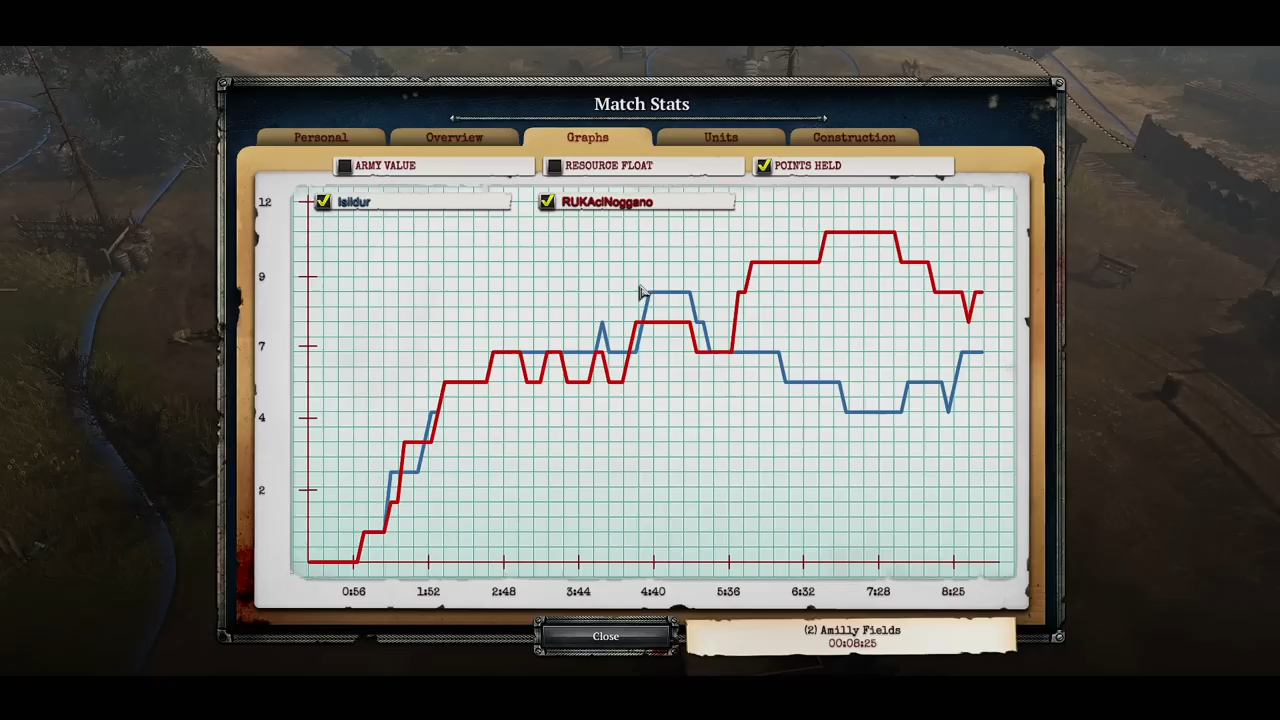 Match Stats
Personal
Overview
Graphs
Units
Construction
ARMY VALUE
RESOURCE FLOAT
POINTS HELD
Isildur
RUKAclNoggano
12
9
7
4
2
0:56
1:52
2:48
3:44
4:40
5:36
6:32
7:28
8:25
Close
(2) Amilly Fields
00:08:25